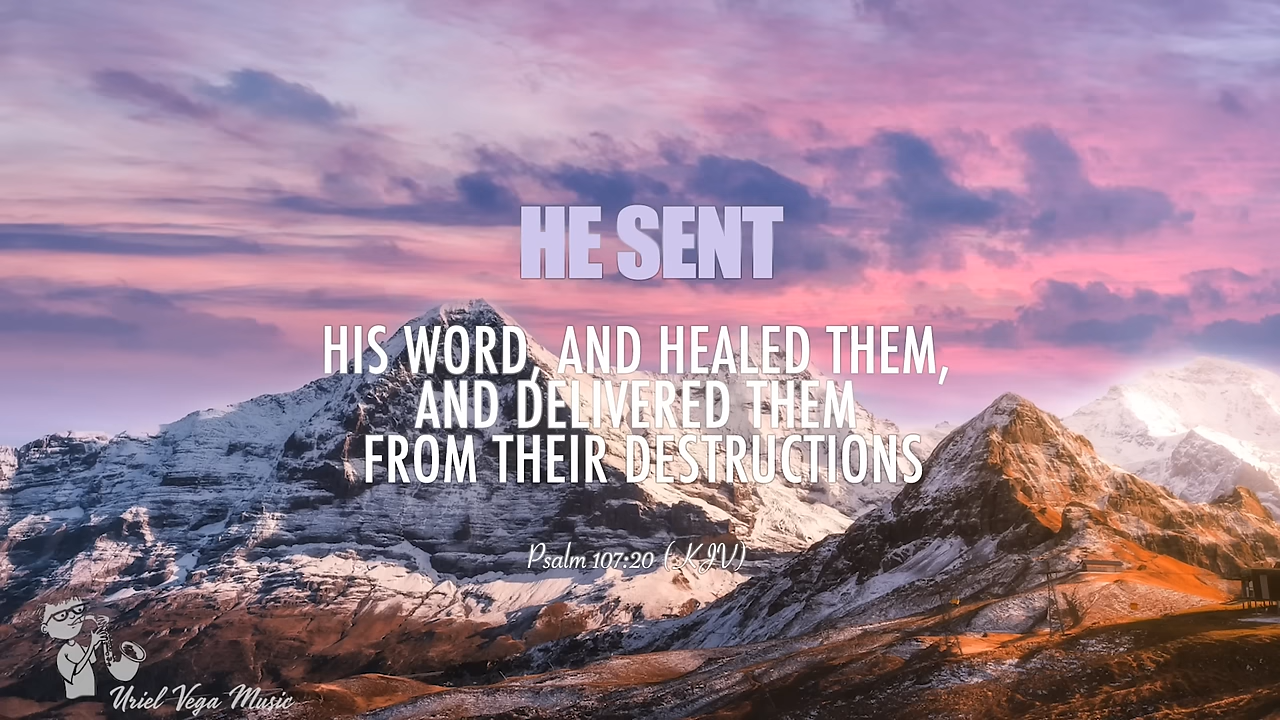 HE SENT
HIS WORD, AND HEALED THEM,
AND DELIVERED THEM
FROM THEIR DESTRUCTIONS
Psalm 107:20 (KJV)
Uriel Vega Music